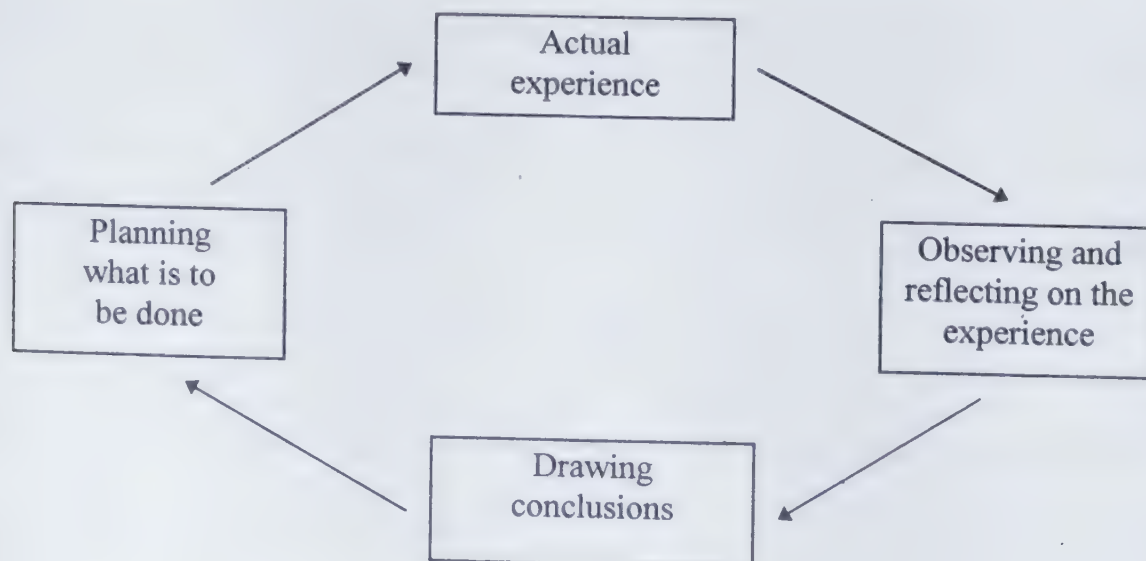 Actual
experience
Planning
what is to
be done
Observing and
reflecting on the
experience
Drawing
conclusions